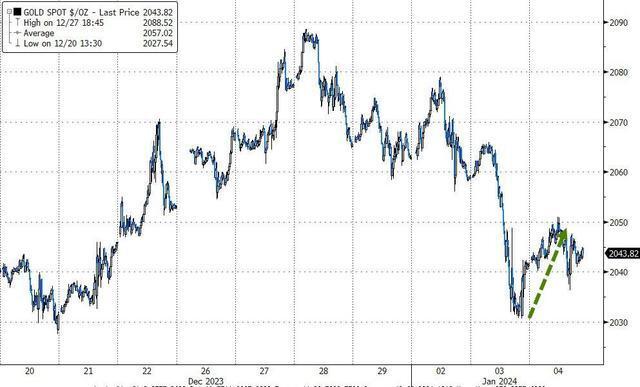 GOLD SPOT $/OZ - Last Price 2043.82
High on 12/27 18:45 2088.52
Average 2057.02
Low on 12/20 13:30 2027.54
2090
2080
2070
2060
2050
2043.82
2040
2030
20 21 22 26 27 28 29 02 03 04
Dec 2023 Jan 2024